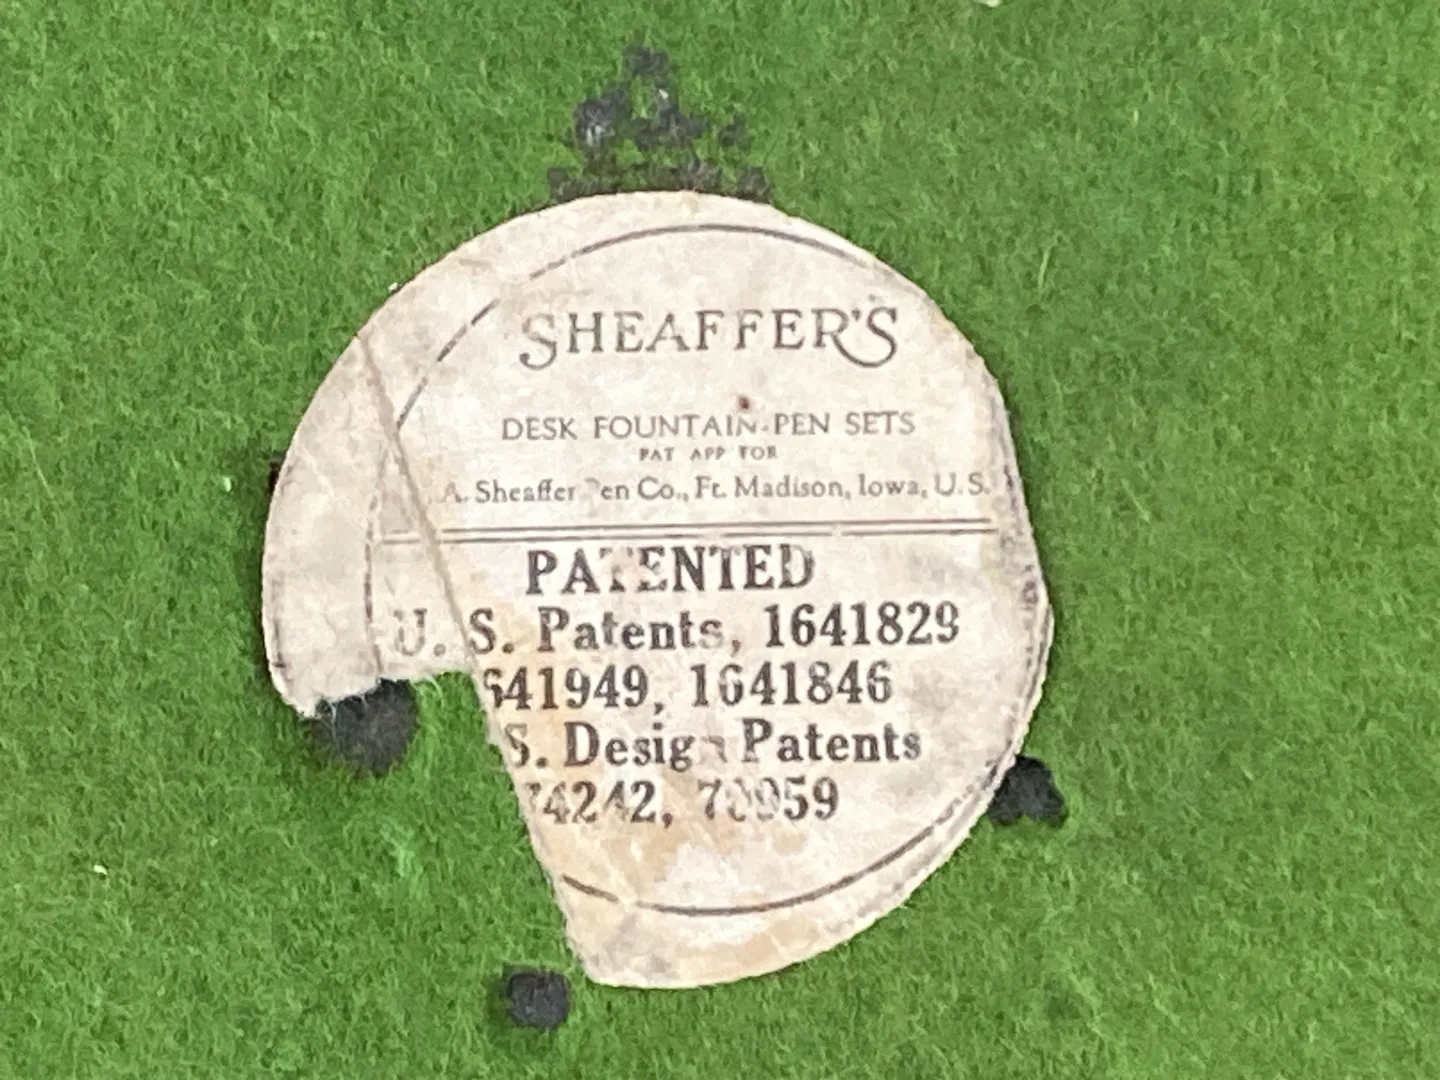 SHEAFFER'S
DESK FOUNTAIN-PEN SETS
PAT APP FOR
A. Sheaffer Pen Co., Ft. Madison, Iowa, U.S.
PATENTED
U. S. Patents, 1641829
641949, 1641846
S. Design Patents
74242,